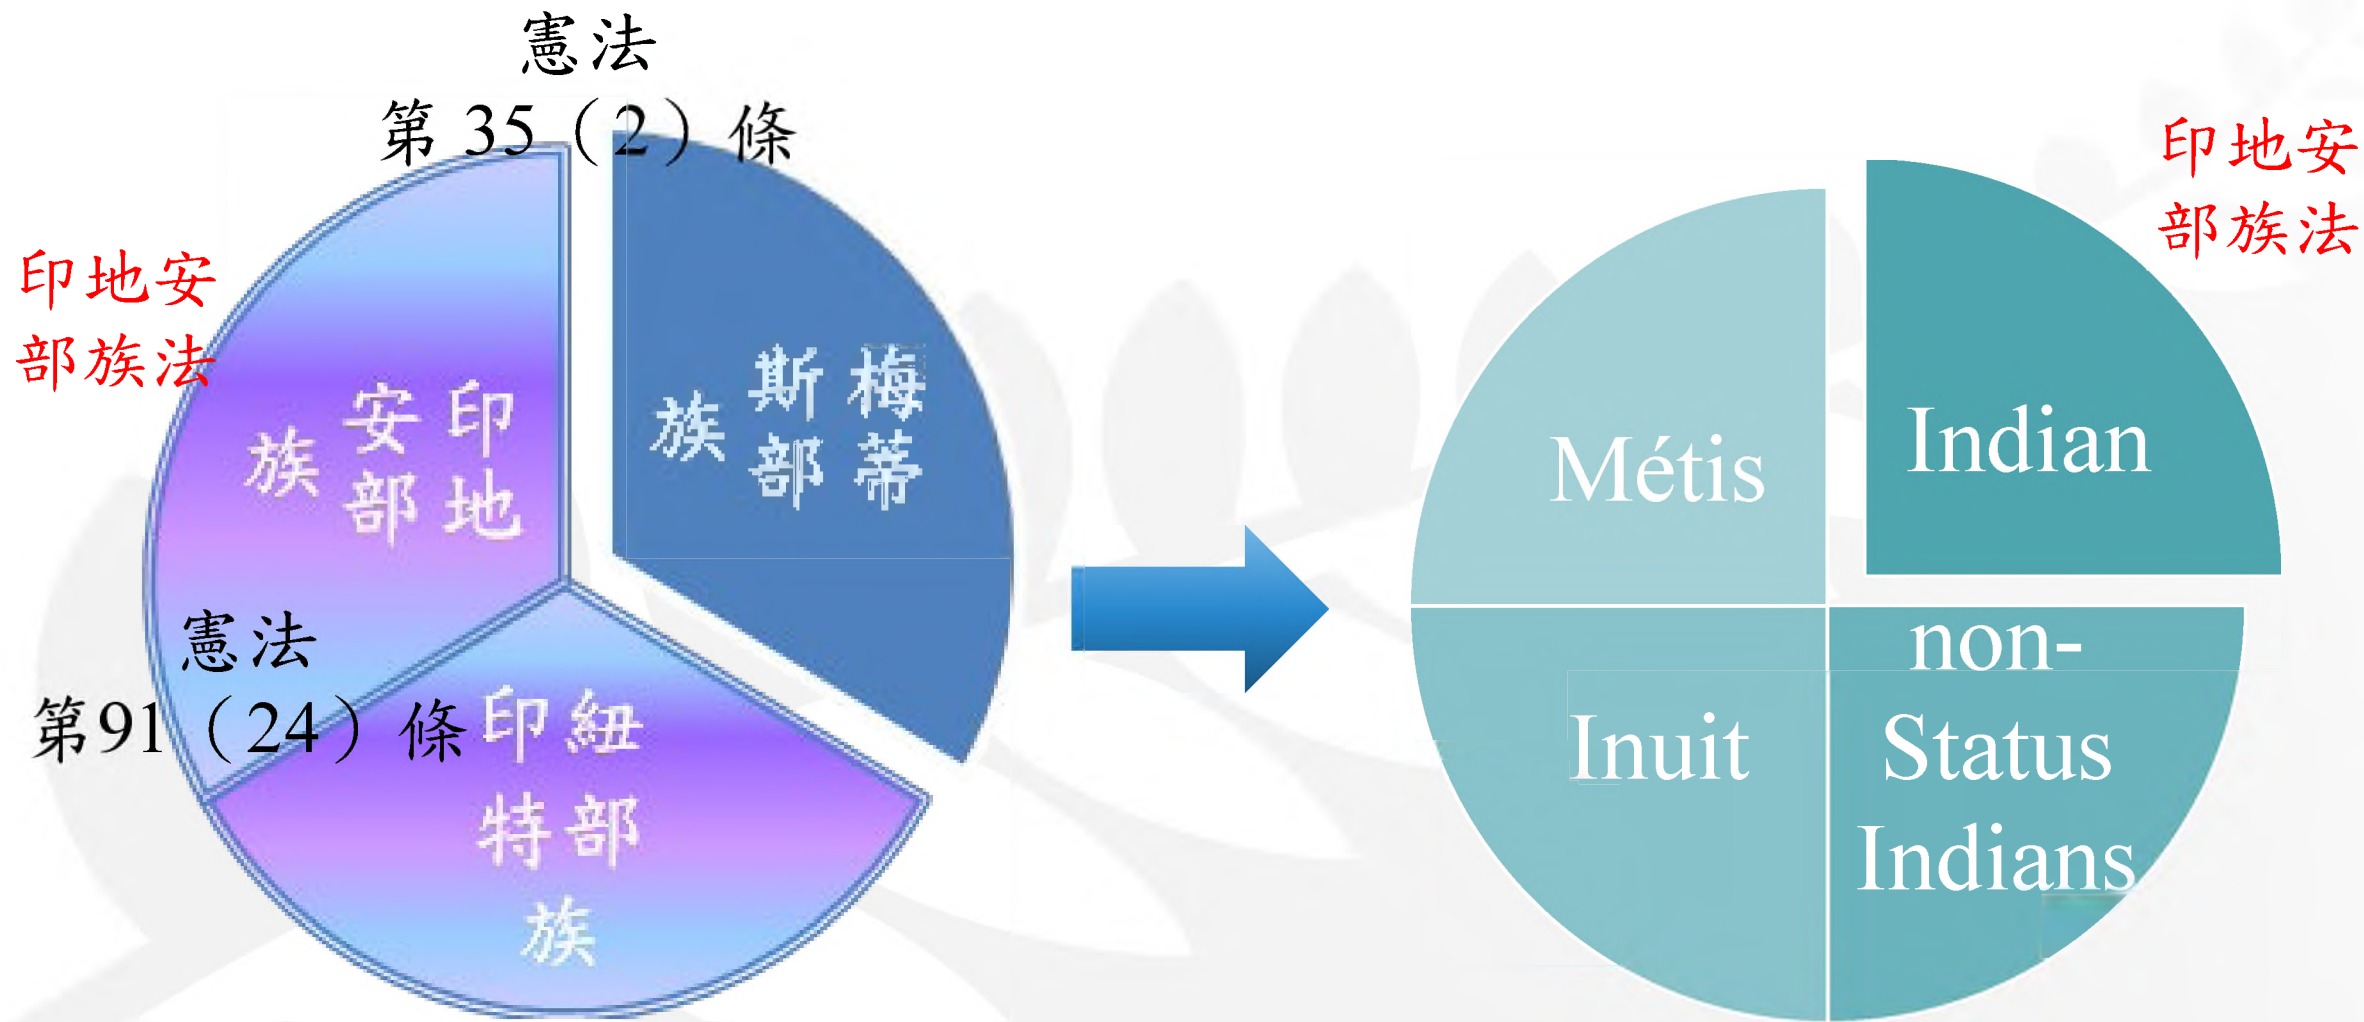 憲法
第 35（2）條
印地安
部族法
印地安部族
梅蒂斯部族
憲法
第91（24）條
紐印部特族
印地安
部族法
Métis
Indian
Inuit
non-
Status
Indians